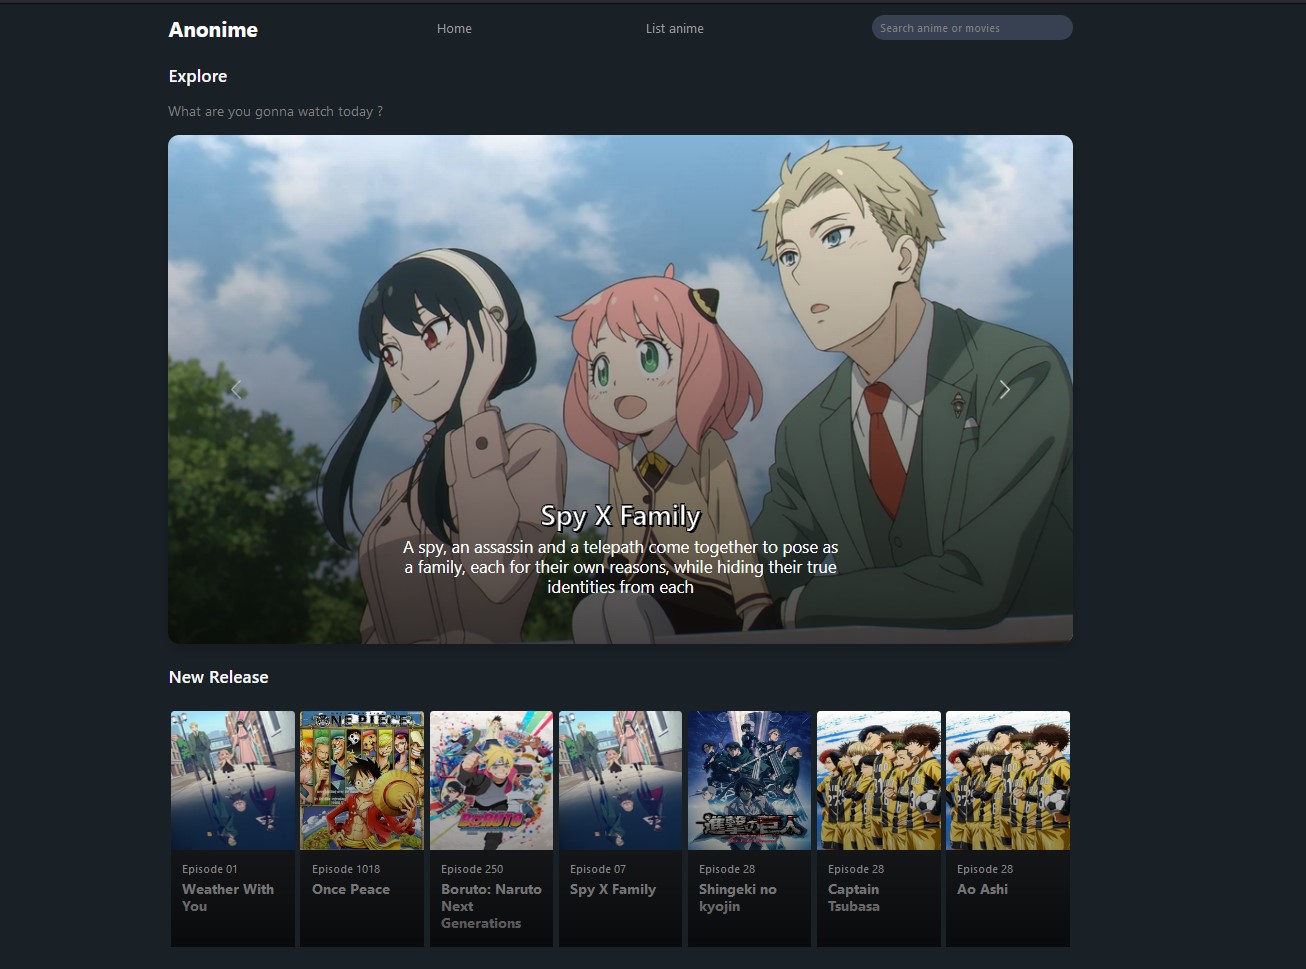 Anonime
Home
List anime
Search anime or movies
Explore
What are you gonna watch today ?
Spy X Family
A spy, an assassin and a telepath come together to pose as
a family, each for their own reasons, while hiding their true
identities from each
New Release
ONE PIECE
BORUTO
進撃の巨人
Episode 01
Weather With
You
Episode 1018
Once Peace
Episode 250
Boruto: Naruto
Next
Generations
Episode 07
Spy X Family
Episode 28
Shingeki no
kyojin
Episode 28
Captain
Tsubasa
Episode 28
Ao Ashi